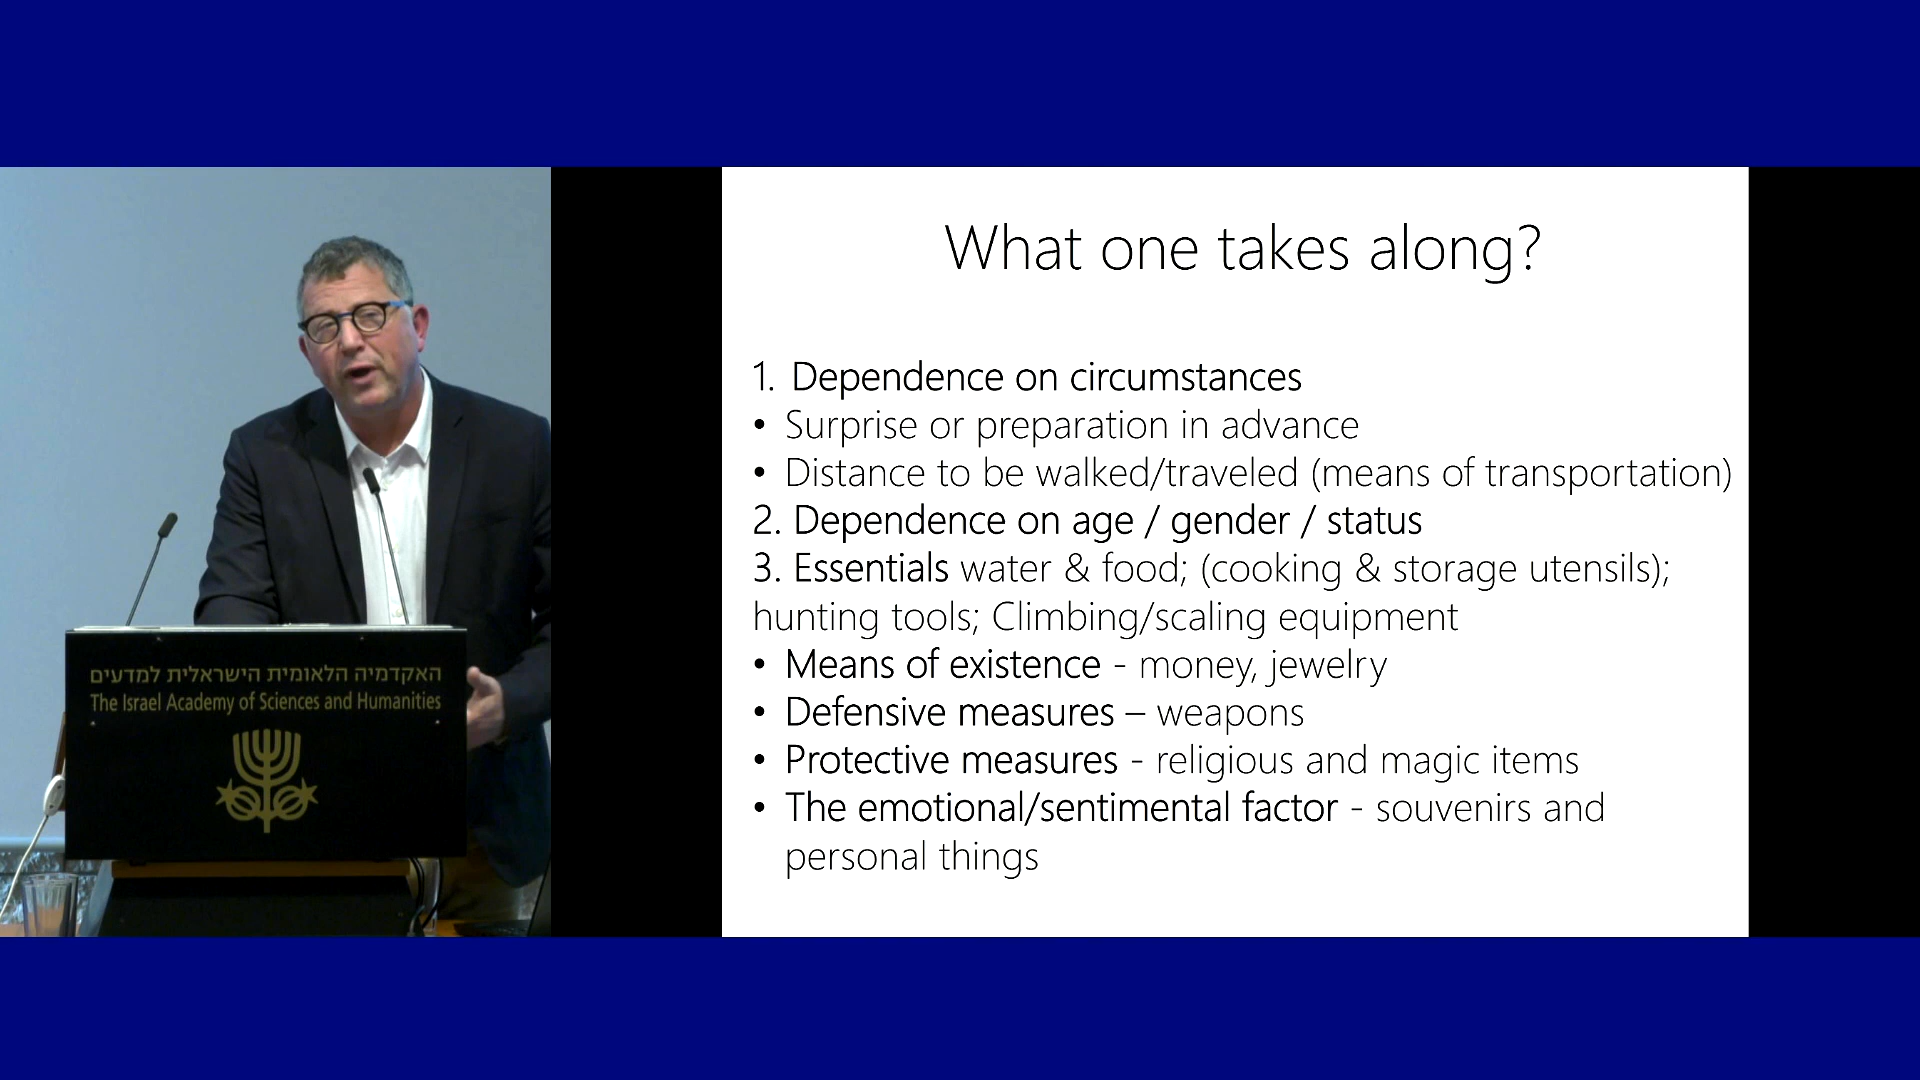 האקדמיה הלאומית הישראלית למדעים
The Israel Academy of Sciences and Humanities
What one takes along?
1. Dependence on circumstances
• Surprise or preparation in advance
• Distance to be walked/traveled (means of transportation)
2. Dependence on age / gender / status
3. Essentials water & food; (cooking & storage utensils);
hunting tools; Climbing/scaling equipment
• Means of existence - money, jewelry
• Defensive measures – weapons
• Protective measures - religious and magic items
• The emotional/sentimental factor - souvenirs and
personal things